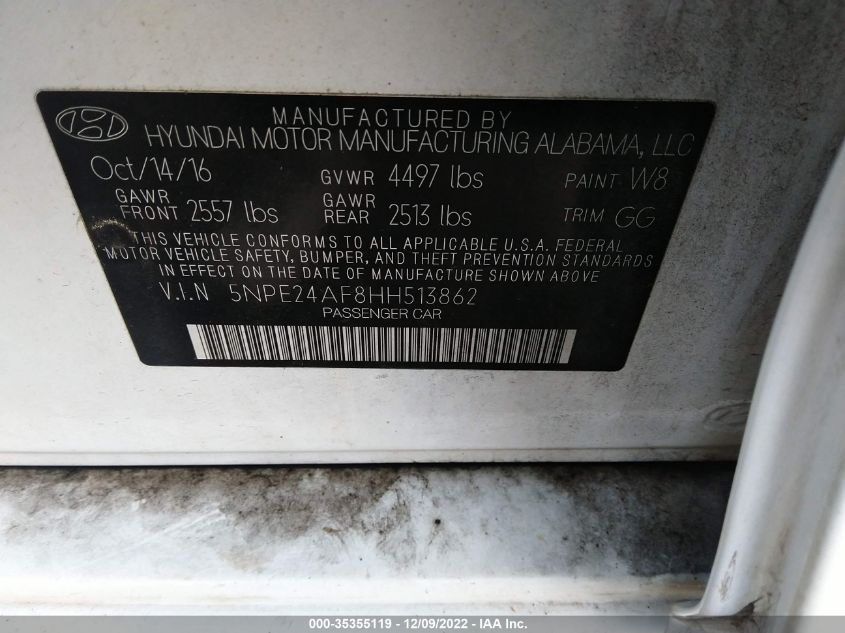 MANUFACTURED BY
HYUNDAI MOTOR MANUFACTURING ALABAMA, LLC
Oct/14/16 GVWR 4497 lbs PAINT W8
GAWR FRONT 2557 lbs GAWR REAR 2513 lbs TRIM GG
THIS VEHICLE CONFORMS TO ALL APPLICABLE U.S.A. FEDERAL
MOTOR VEHICLE SAFETY, BUMPER, AND THEFT PREVENTION STANDARDS
IN EFFECT ON THE DATE OF MANUFACTURE SHOWN ABOVE
V.I.N 5NPE24AF8HH513862
PASSENGER CAR
000-35355119 - 12/09/2022 - IAA Inc.